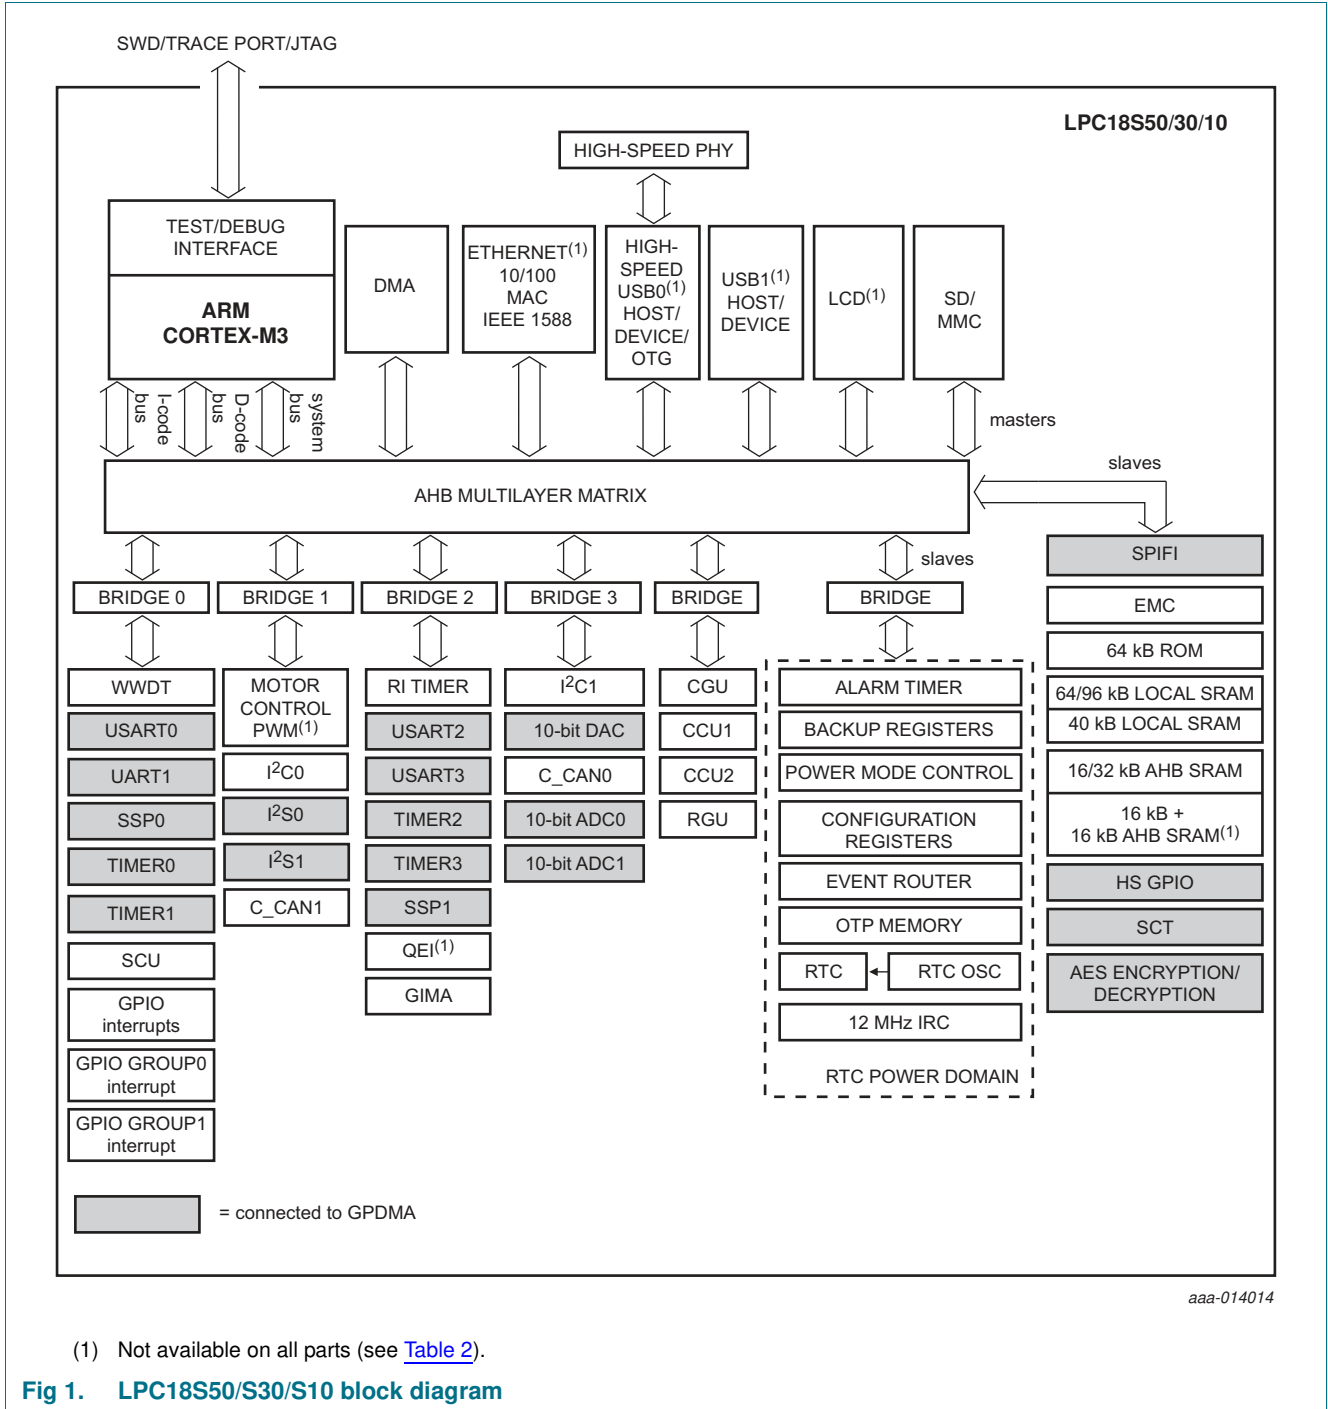 SWD/TRACE PORT/JTAG
LPC18S50/30/10
HIGH-SPEED PHY
TEST/DEBUG
INTERFACE
ARM
CORTEX-M3
DMA
ETHERNET(1)
10/100
MAC
IEEE 1588
HIGH-
SPEED
USB0(1)
HOST/
DEVICE/
OTG
USB1(1)
HOST/
DEVICE
LCD(1)
SD/
MMC
I-code
bus
D-code
bus
system
bus
masters
slaves
AHB MULTILAYER MATRIX
slaves
BRIDGE 0
BRIDGE 1
BRIDGE 2
BRIDGE 3
BRIDGE
BRIDGE
WWDT
USART0
UART1
SSP0
TIMER0
TIMER1
SCU
GPIO
interrupts
GPIO GROUP0
interrupt
GPIO GROUP1
interrupt
MOTOR
CONTROL
PWM(1)
I2C0
I2S0
I2S1
C_CAN1
RI TIMER
USART2
USART3
TIMER2
TIMER3
SSP1
QEI(1)
GIMA
I2C1
10-bit DAC
C_CAN0
10-bit ADC0
10-bit ADC1
CGU
CCU1
CCU2
RGU
ALARM TIMER
BACKUP REGISTERS
POWER MODE CONTROL
CONFIGURATION
REGISTERS
EVENT ROUTER
OTP MEMORY
RTC
RTC OSC
12 MHz IRC
RTC POWER DOMAIN
SPIFI
EMC
64 kB ROM
64/96 kB LOCAL SRAM
40 kB LOCAL SRAM
16/32 kB AHB SRAM
16 kB +
16 kB AHB SRAM(1)
HS GPIO
SCT
AES ENCRYPTION/
DECRYPTION
= connected to GPDMA
aaa-014014
(1) Not available on all parts (see Table 2).
Fig 1. LPC18S50/S30/S10 block diagram